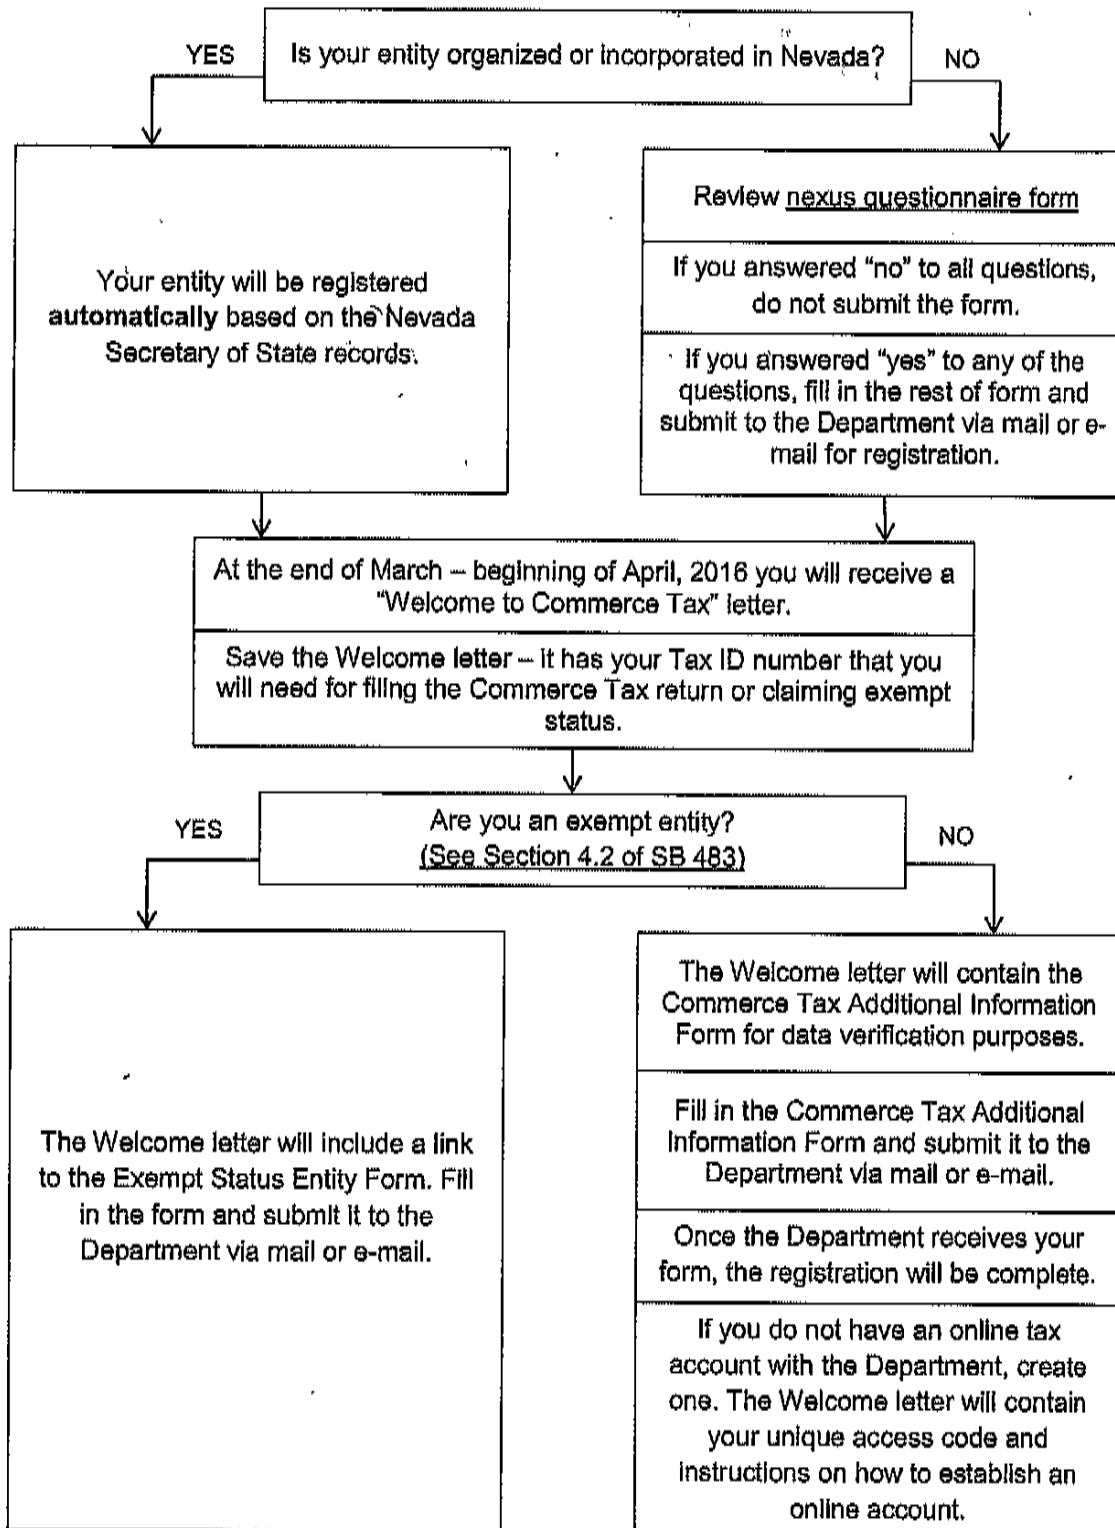 Is your entity organized or incorporated in Nevada?
YES
NO
Your entity will be registered
automatically based on the Nevada
Secretary of State records.
Review nexus questionnaire form
If you answered "no" to all questions,
do not submit the form.
If you answered "yes" to any of the
questions, fill in the rest of form and
submit to the Department via mail or e-
mail for registration.
At the end of March – beginning of April, 2016 you will receive a
"Welcome to Commerce Tax" letter.
Save the Welcome letter – it has your Tax ID number that you
will need for filing the Commerce Tax return or claiming exempt
status.
Are you an exempt entity?
(See Section 4.2 of SB 483)
YES
NO
The Welcome letter will include a link
to the Exempt Status Entity Form. Fill
in the form and submit it to the
Department via mail or e-mail.
The Welcome letter will contain the
Commerce Tax Additional Information
Form for data verification purposes.
Fill in the Commerce Tax Additional
Information Form and submit it to the
Department via mail or e-mail.
Once the Department receives your
form, the registration will be complete.
If you do not have an online tax
account with the Department, create
one. The Welcome letter will contain
your unique access code and
instructions on how to establish an
online account.